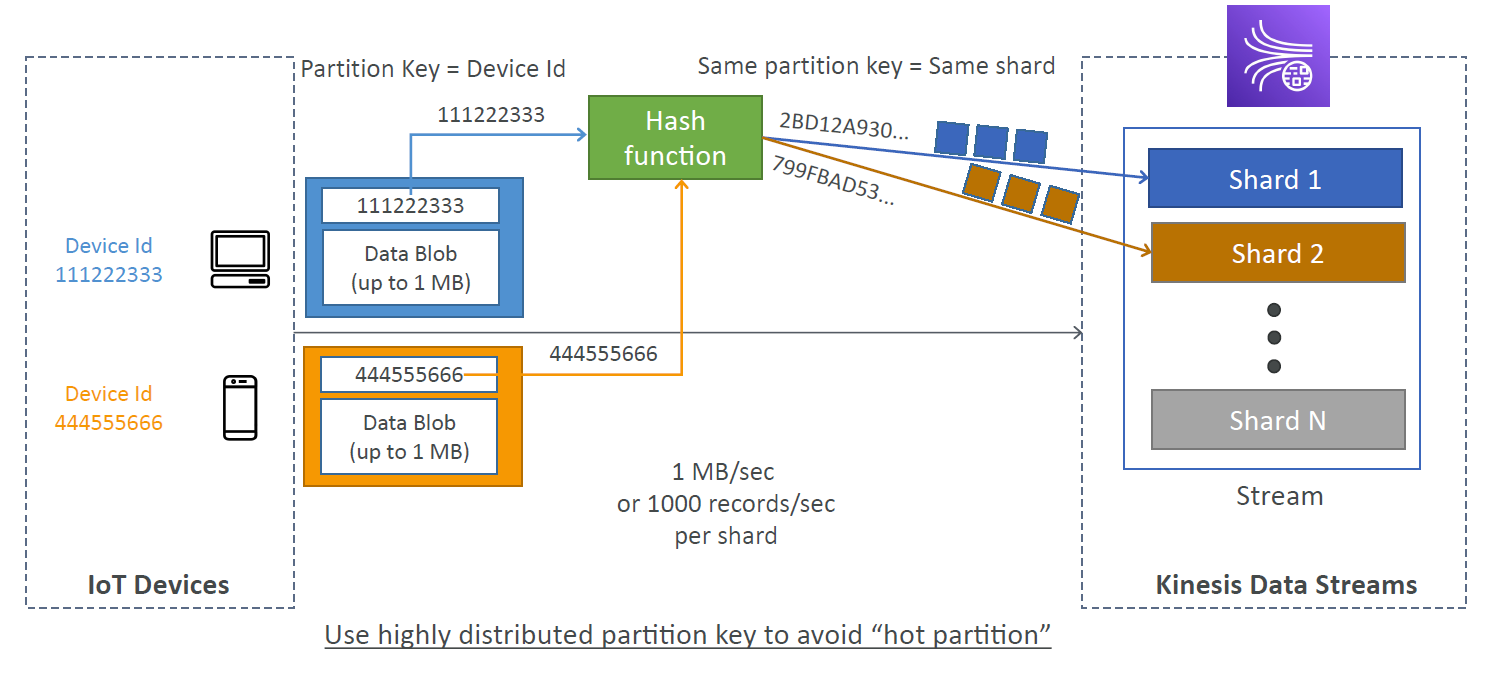 Partition Key = Device Id
Same partition key = Same shard
111222333
Hash
function
2BD12A930...
799FBAD53...
Shard 1
111222333
Data Blob
(up to 1 MB)
Device Id
111222333
Shard 2
444555666
444555666
Data Blob
(up to 1 MB)
Device Id
444555666
Shard N
1 MB/sec
or 1000 records/sec
per shard
Stream
IoT Devices
Kinesis Data Streams
Use highly distributed partition key to avoid “hot partition”